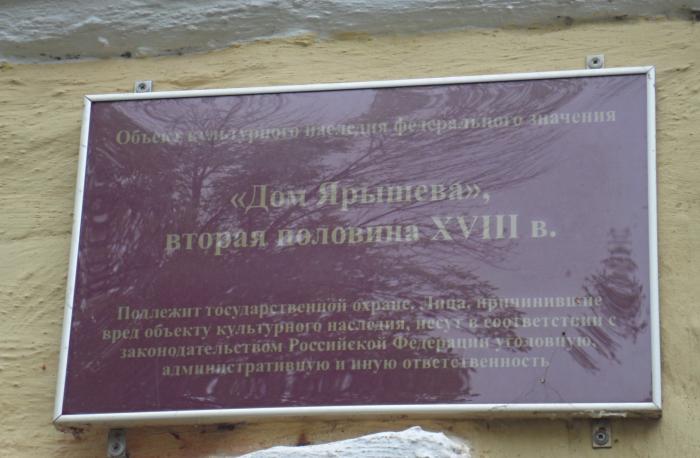 Объект культурного наследия федерального значения
«Дом Ярышева»,
вторая половина XVIII в.
Подлежит государственной охране. Лица, причинившие
вред объекту культурного наследия, несут в соответствии с
законодательством Российской Федерации уголовную,
административную и иную ответственность